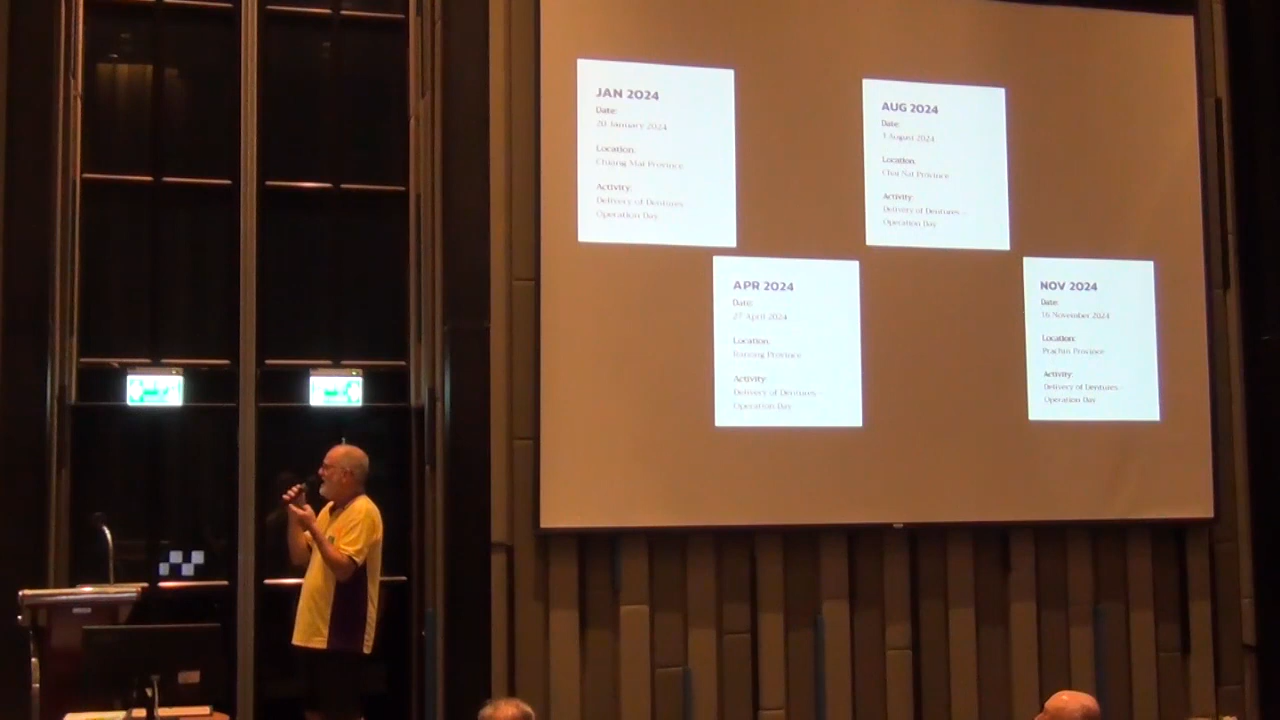 JAN 2024
Date:
20 January 2024
Location:
Chiang Mai Province
Activity:
Delivery of Dentures
Operation Day
AUG 2024
Date:
3 August 2024
Location:
Chai Nat Province
Activity:
Delivery of Dentures –
Operation Day
APR 2024
Date:
27 April 2024
Location:
Ranong Province
Activity:
Delivery of Dentures –
Operation Day
NOV 2024
Date:
16 November 2024
Location:
Prachin Province
Activity:
Delivery of Dentures –
Operation Day